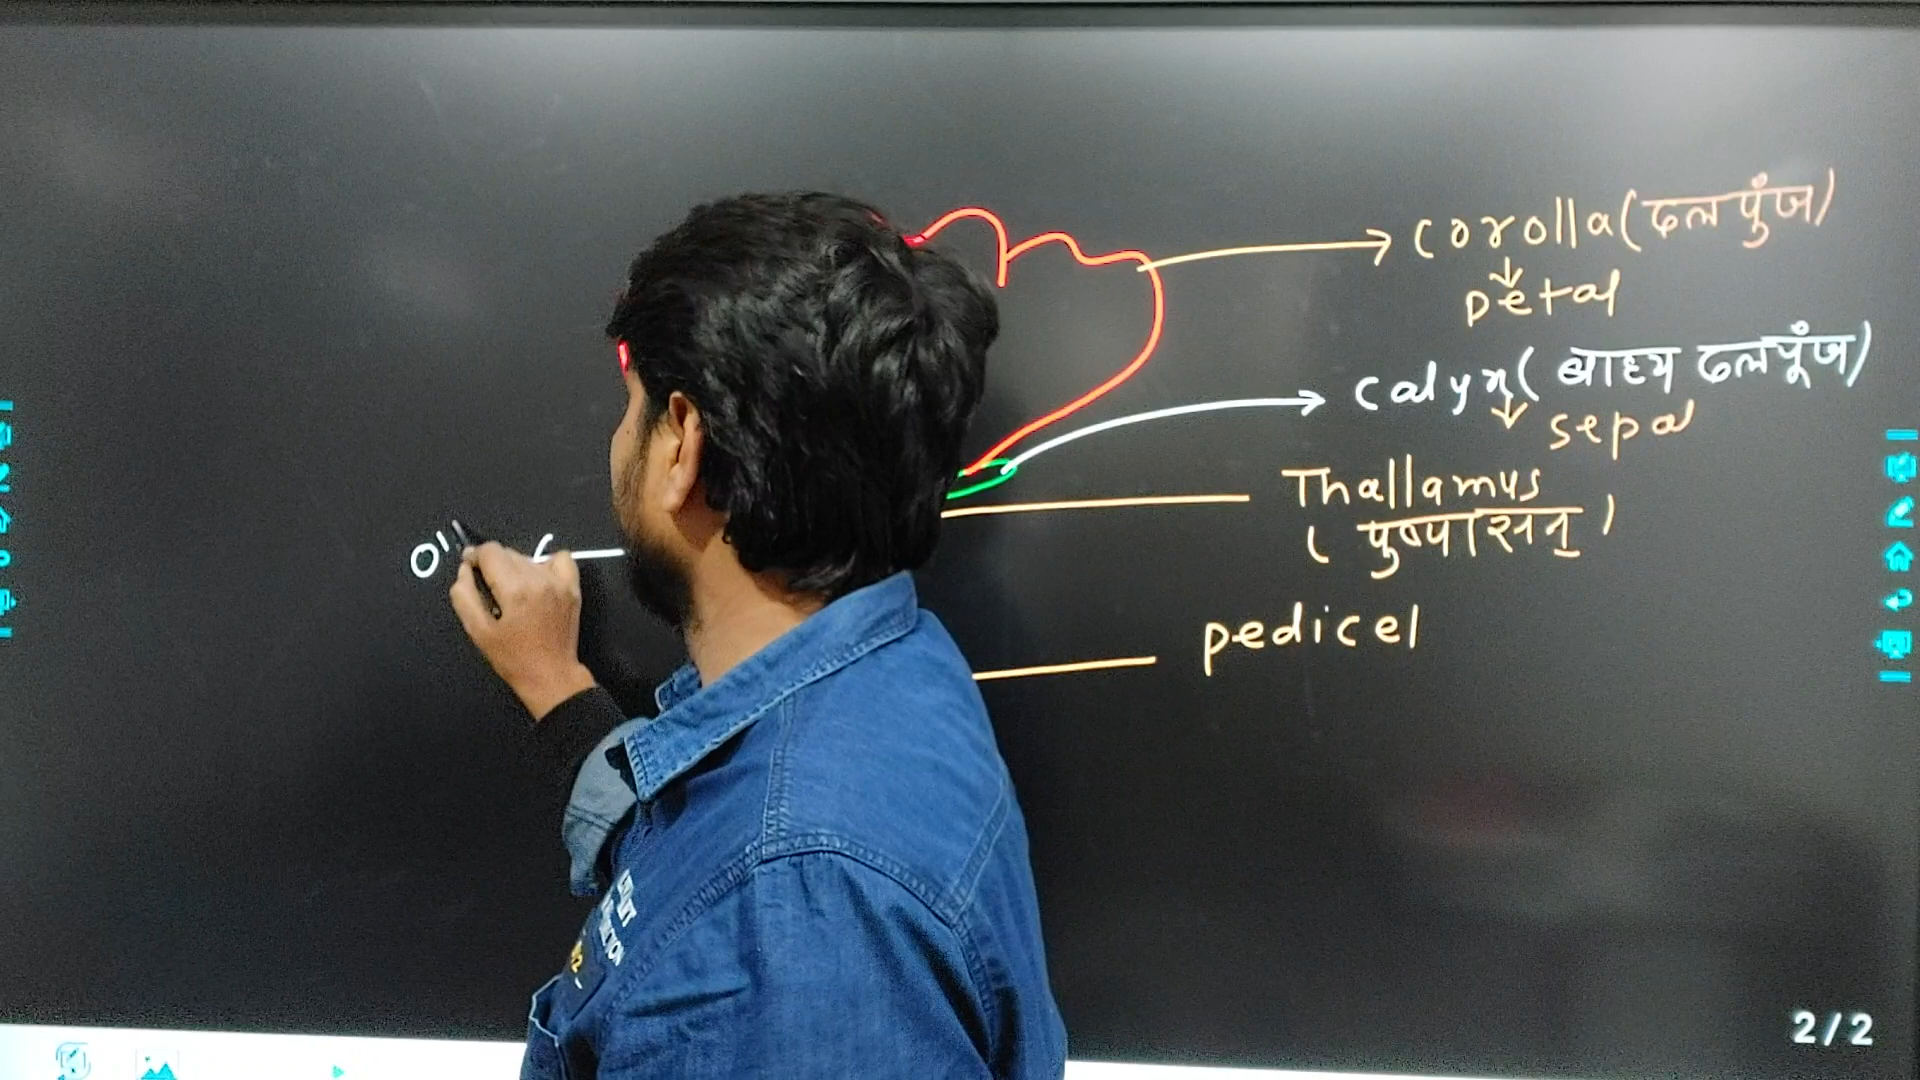 corolla (दलपुंज)
petal
calyx ( बाह्य दलपूंज)
sepal
Thallamus
( पुष्पासन )
pedicel
2/2